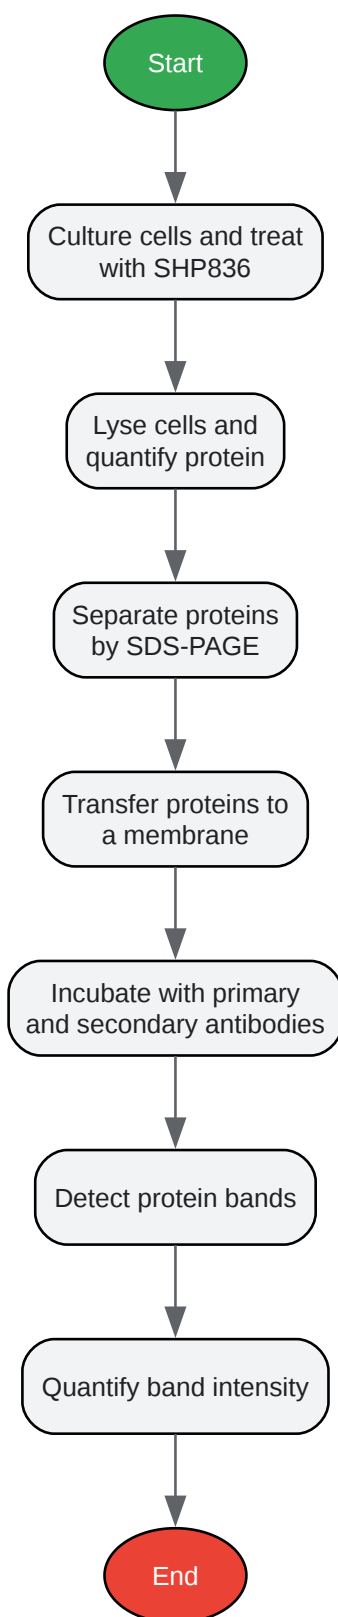 Start
Culture cells and treat
with SHP836
Lyse cells and
quantify protein
Separate proteins
by SDS-PAGE
Transfer proteins to
a membrane
Incubate with primary
and secondary antibodies
Detect protein bands
Quantify band intensity
End